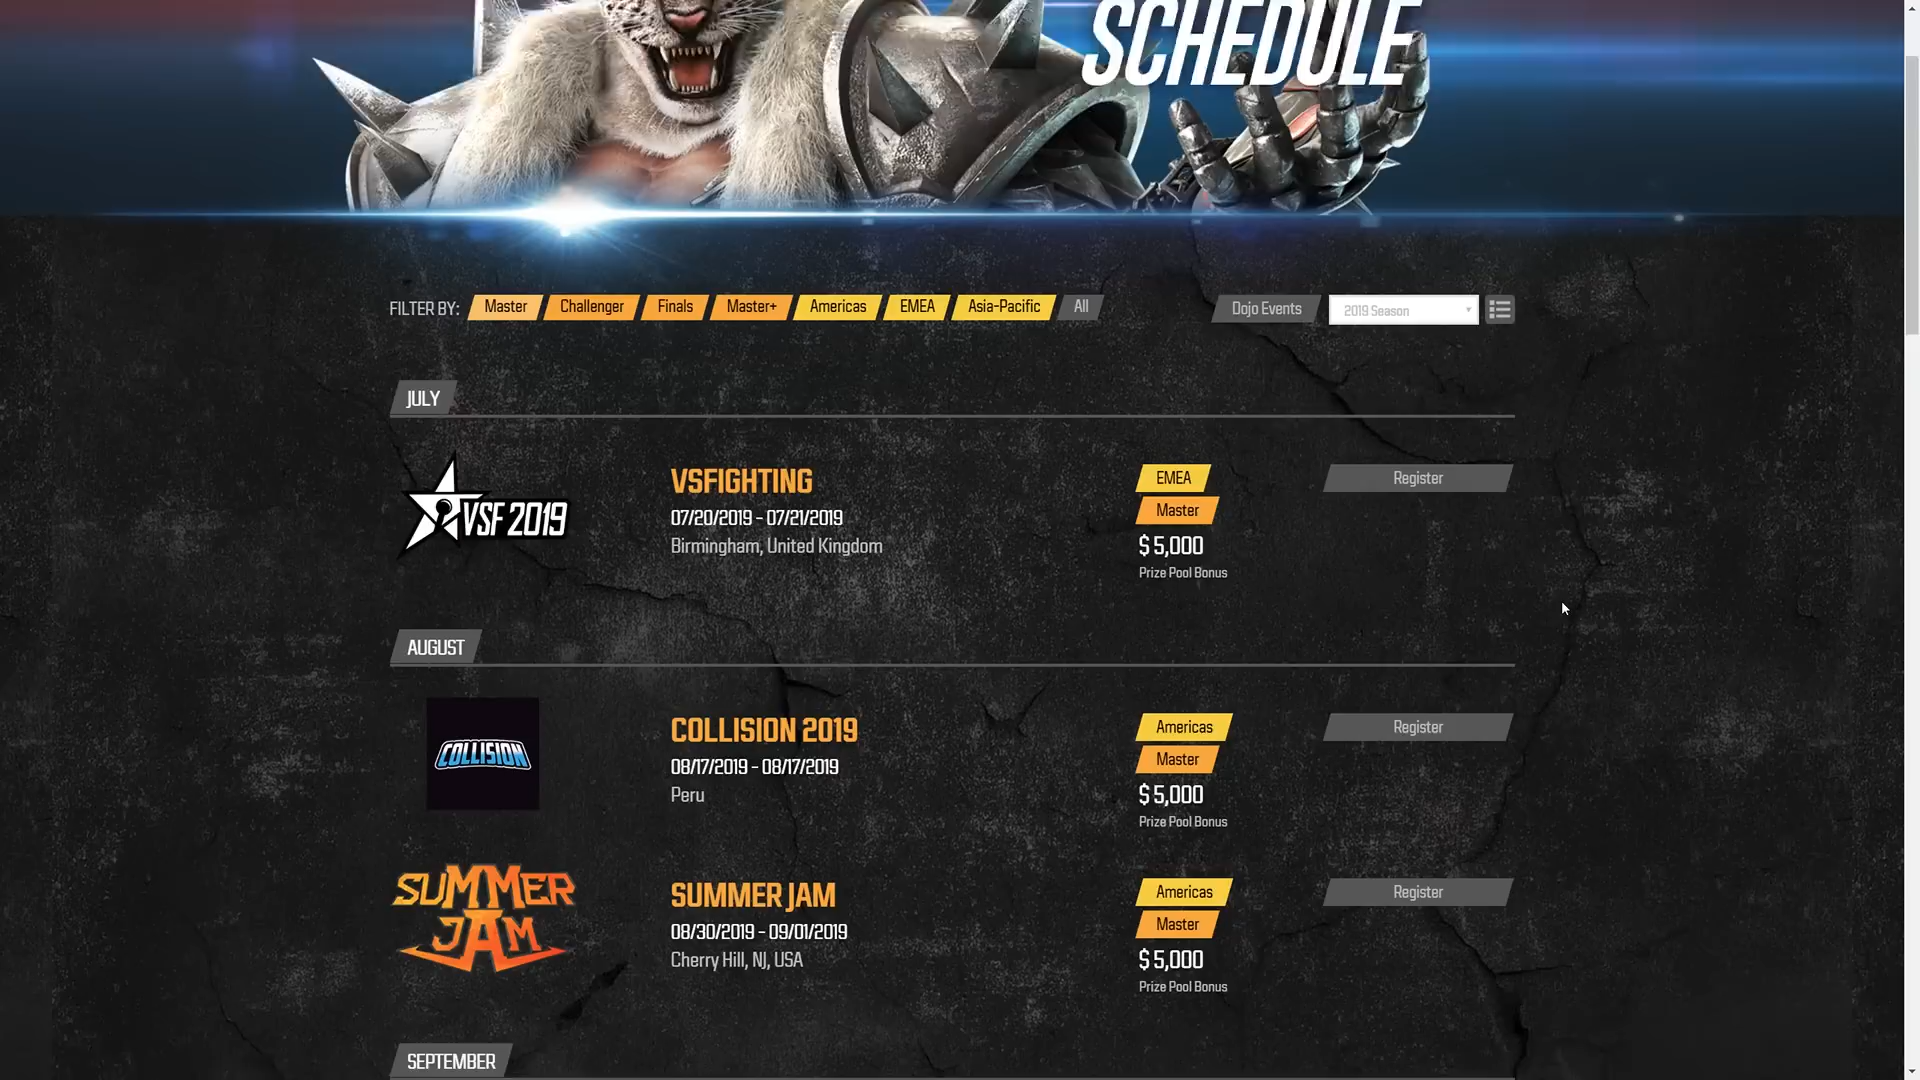 SCHEDULE
FILTER BY: Master Challenger Finals Master+ Americas EMEA Asia-Pacific All Dojo Events 2019 Season
JULY
VSF 2019
VSFIGHTING
07/20/2019 - 07/21/2019
Birmingham, United Kingdom
EMEA
Master
$ 5,000
Prize Pool Bonus
Register
AUGUST
COLLISION
COLLISION 2019
08/17/2019 - 08/17/2019
Peru
Americas
Master
$ 5,000
Prize Pool Bonus
Register
SUMMER
JAM
SUMMER JAM
08/30/2019 - 09/01/2019
Cherry Hill, NJ, USA
Americas
Master
$ 5,000
Prize Pool Bonus
Register
SEPTEMBER